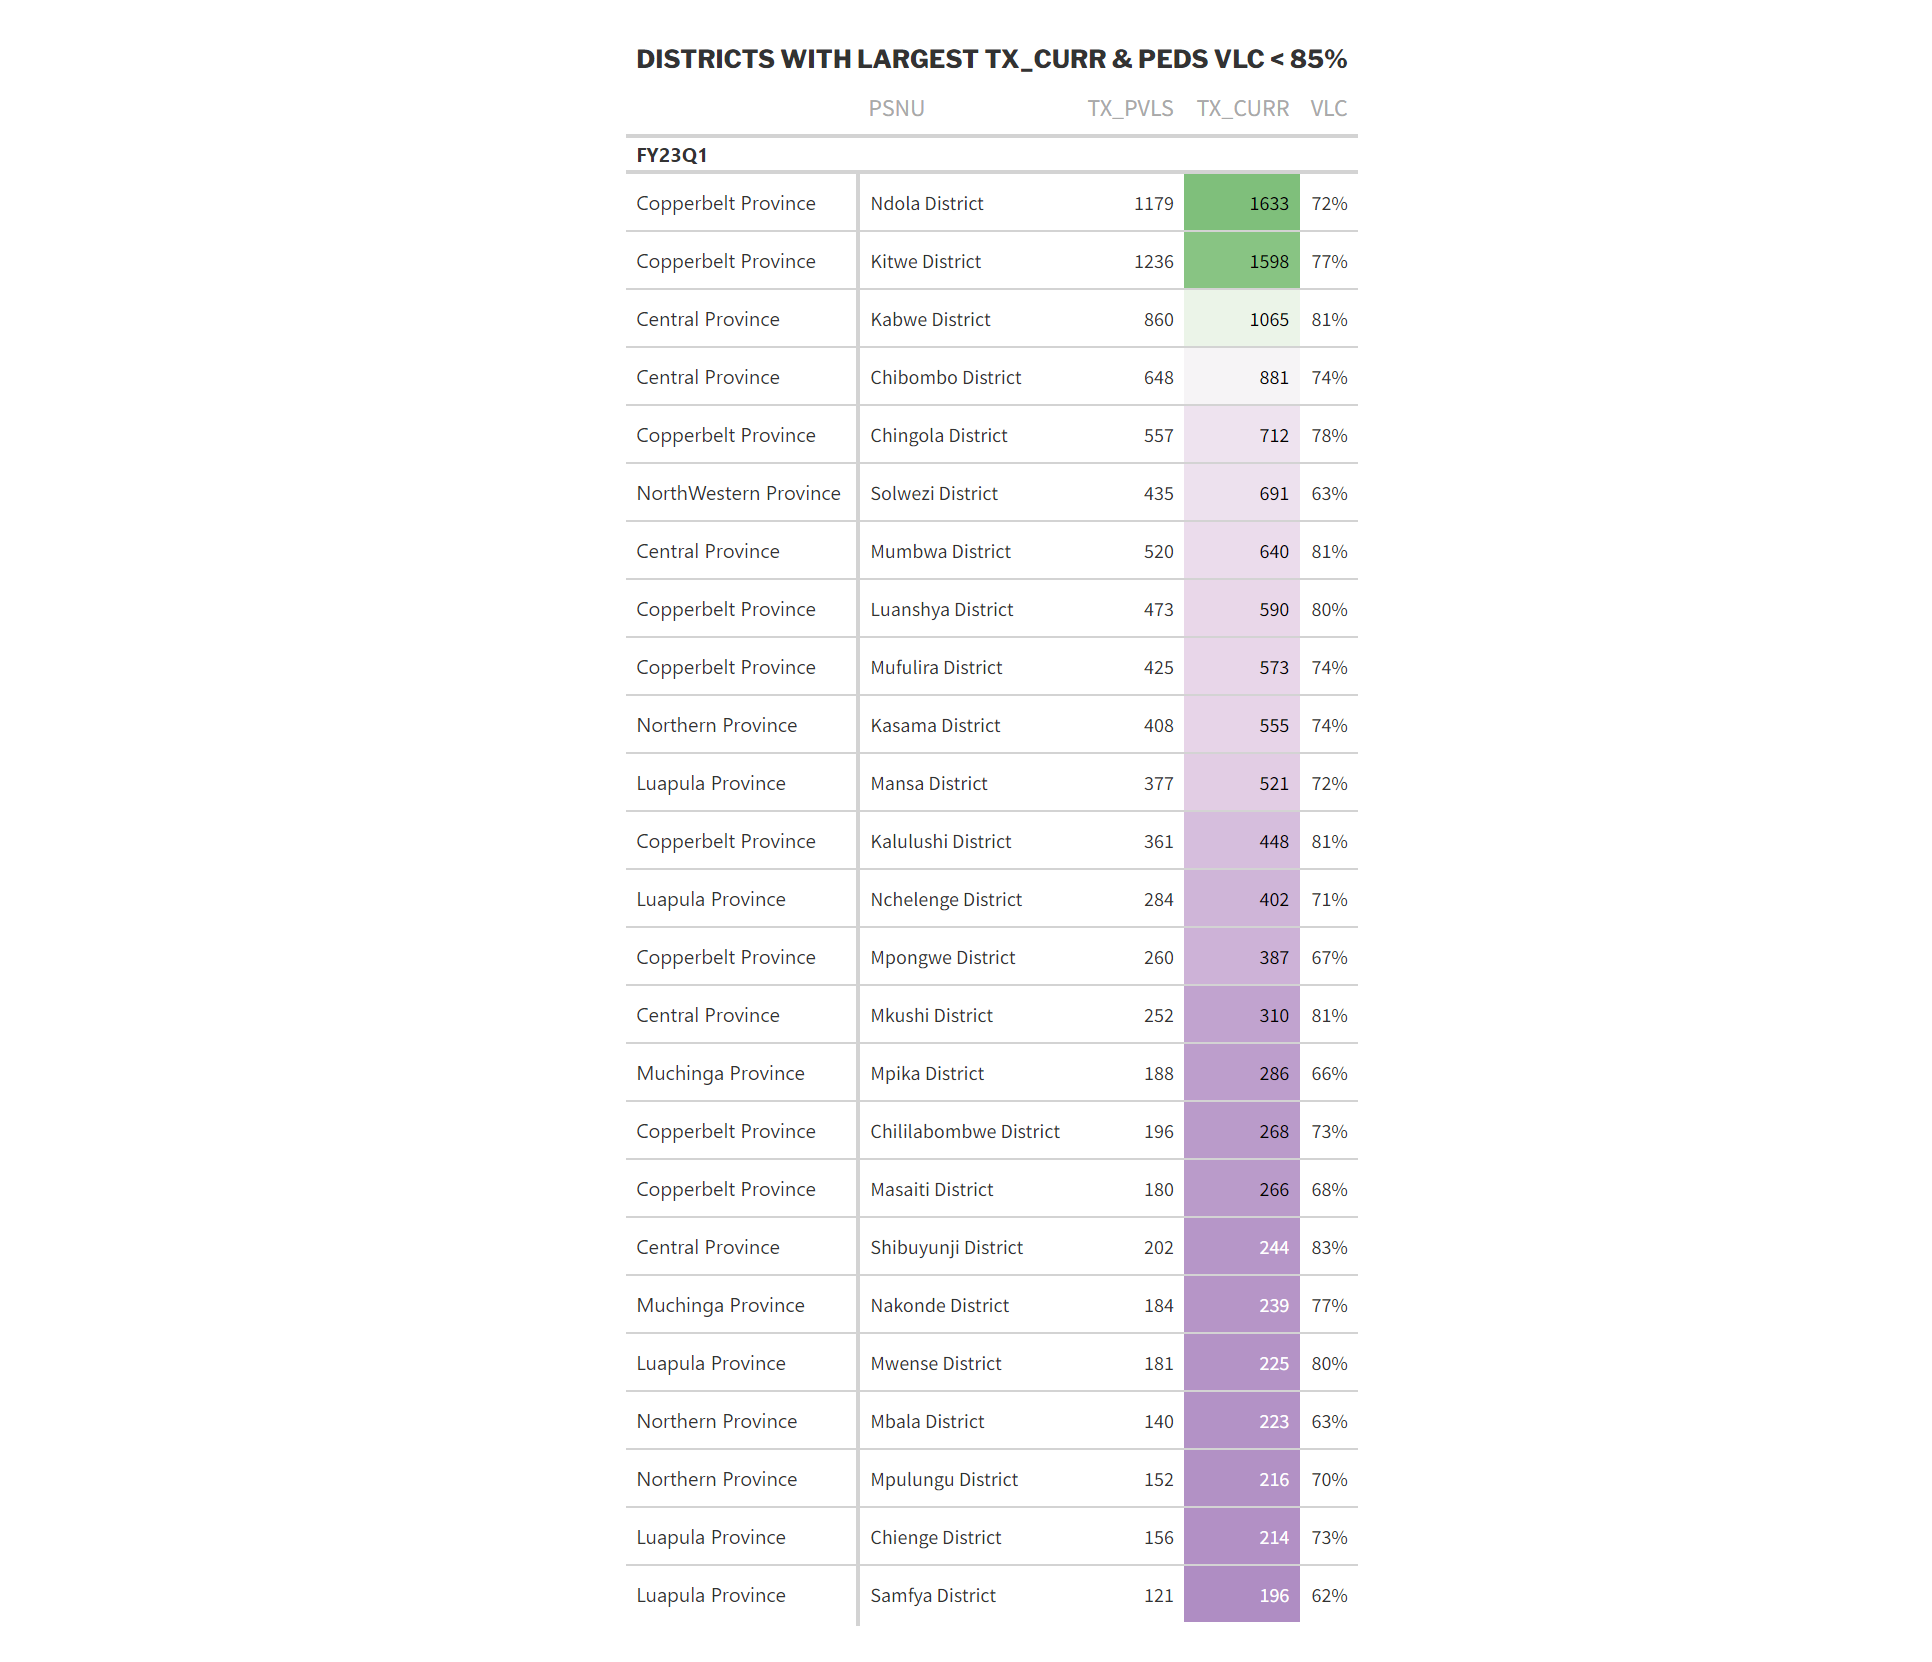 DISTRICTS WITH LARGEST TX_CURR & PEDS VLC < 85%
PSNU TX_PVLS TX_CURR VLC
FY23Q1
Copperbelt Province Ndola District 1179 1633 72%
Copperbelt Province Kitwe District 1236 1598 77%
Central Province Kabwe District 860 1065 81%
Central Province Chibombo District 648 881 74%
Copperbelt Province Chingola District 557 712 78%
NorthWestern Province Solwezi District 435 691 63%
Central Province Mumbwa District 520 640 81%
Copperbelt Province Luanshya District 473 590 80%
Copperbelt Province Mufulira District 425 573 74%
Northern Province Kasama District 408 555 74%
Luapula Province Mansa District 377 521 72%
Copperbelt Province Kalulushi District 361 448 81%
Luapula Province Nchelenge District 284 402 71%
Copperbelt Province Mpongwe District 260 387 67%
Central Province Mkushi District 252 310 81%
Muchinga Province Mpika District 188 286 66%
Copperbelt Province Chililabombwe District 196 268 73%
Copperbelt Province Masaiti District 180 266 68%
Central Province Shibuyunji District 202 244 83%
Muchinga Province Nakonde District 184 239 77%
Luapula Province Mwense District 181 225 80%
Northern Province Mbala District 140 223 63%
Northern Province Mpulungu District 152 216 70%
Luapula Province Chienge District 156 214 73%
Luapula Province Samfya District 121 196 62%